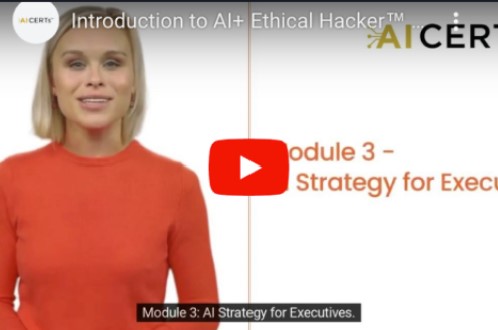 AI CERTs
Introduction to AI+ Ethical Hacker™ ...
AI CERT
odule 3 -
Strategy for Execu
Module 3: AI Strategy for Executives.